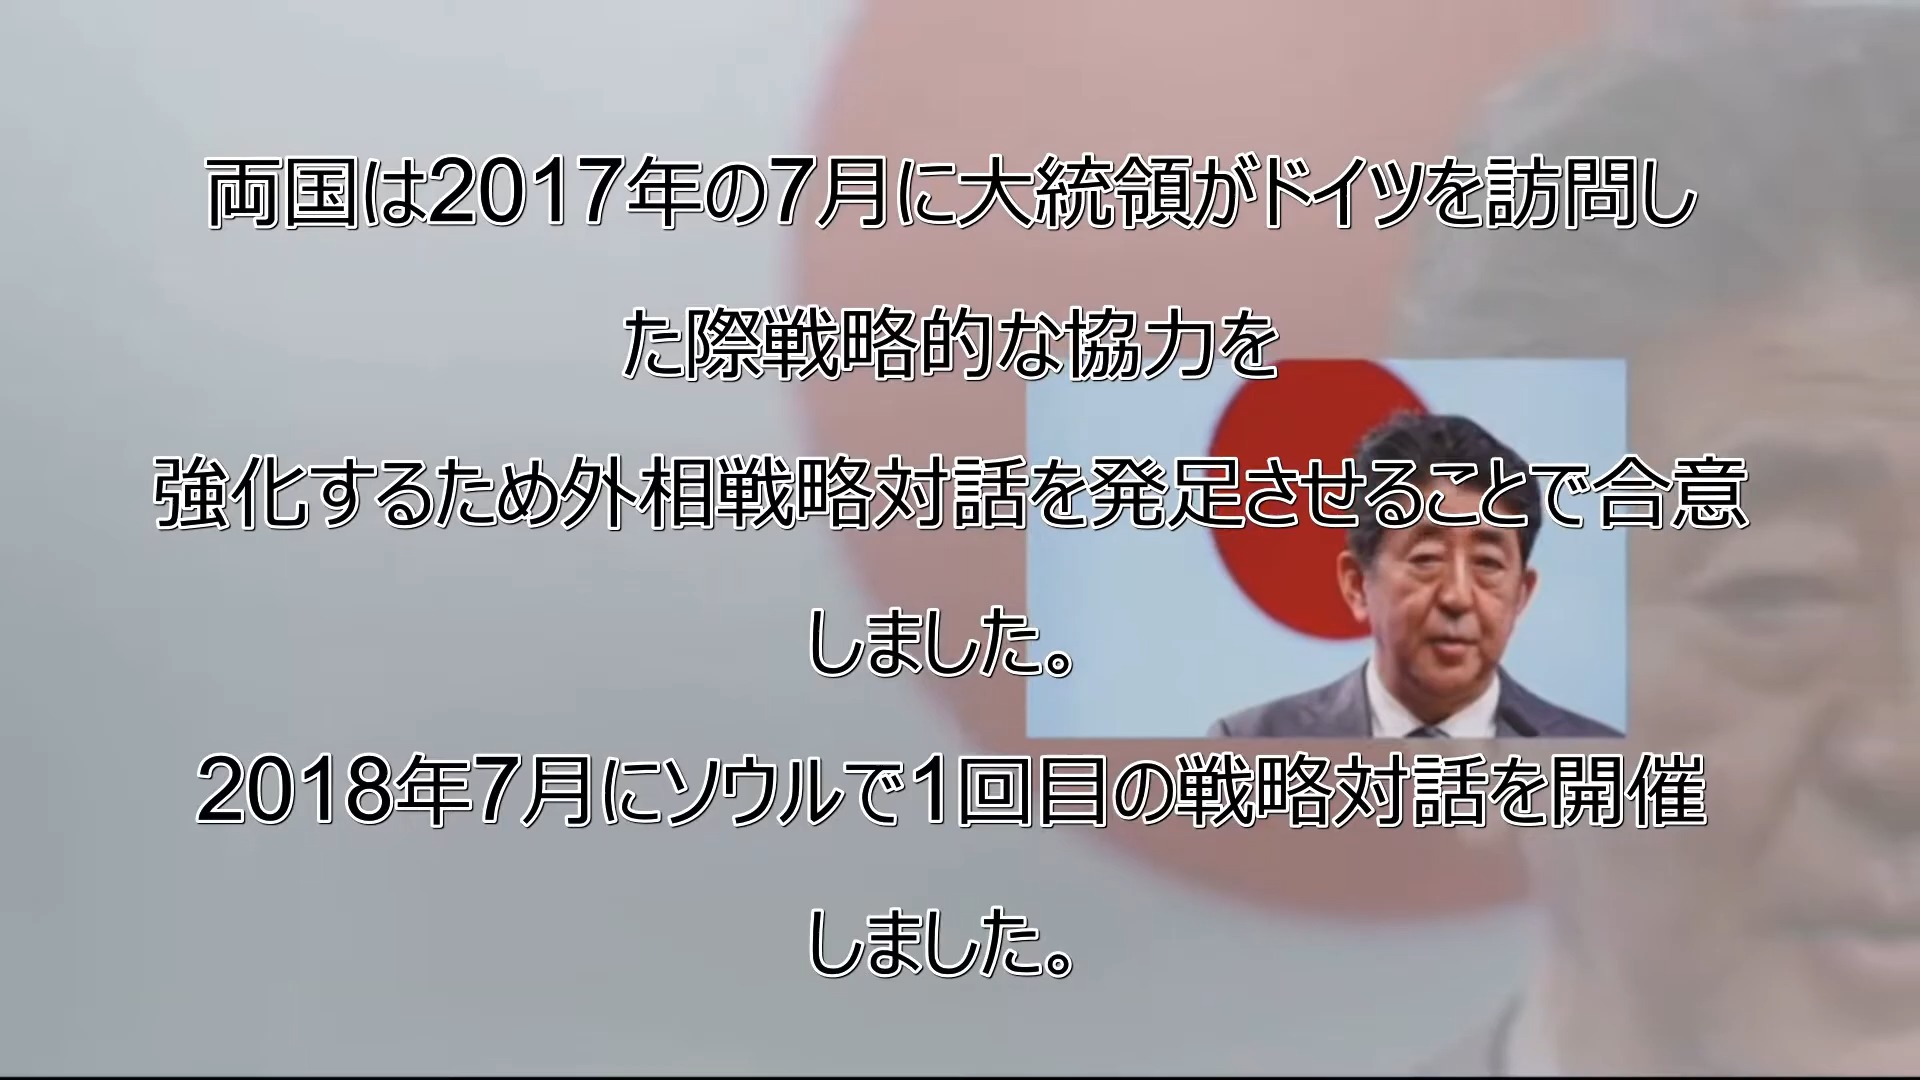 両国は2017年の7月に大統領がドイツを訪問し
た際戦略的な協力を
強化するため外相戦略対話を発足させることで合意
しました。
2018年7月にソウルで1回目の戦略対話を開催
しました。